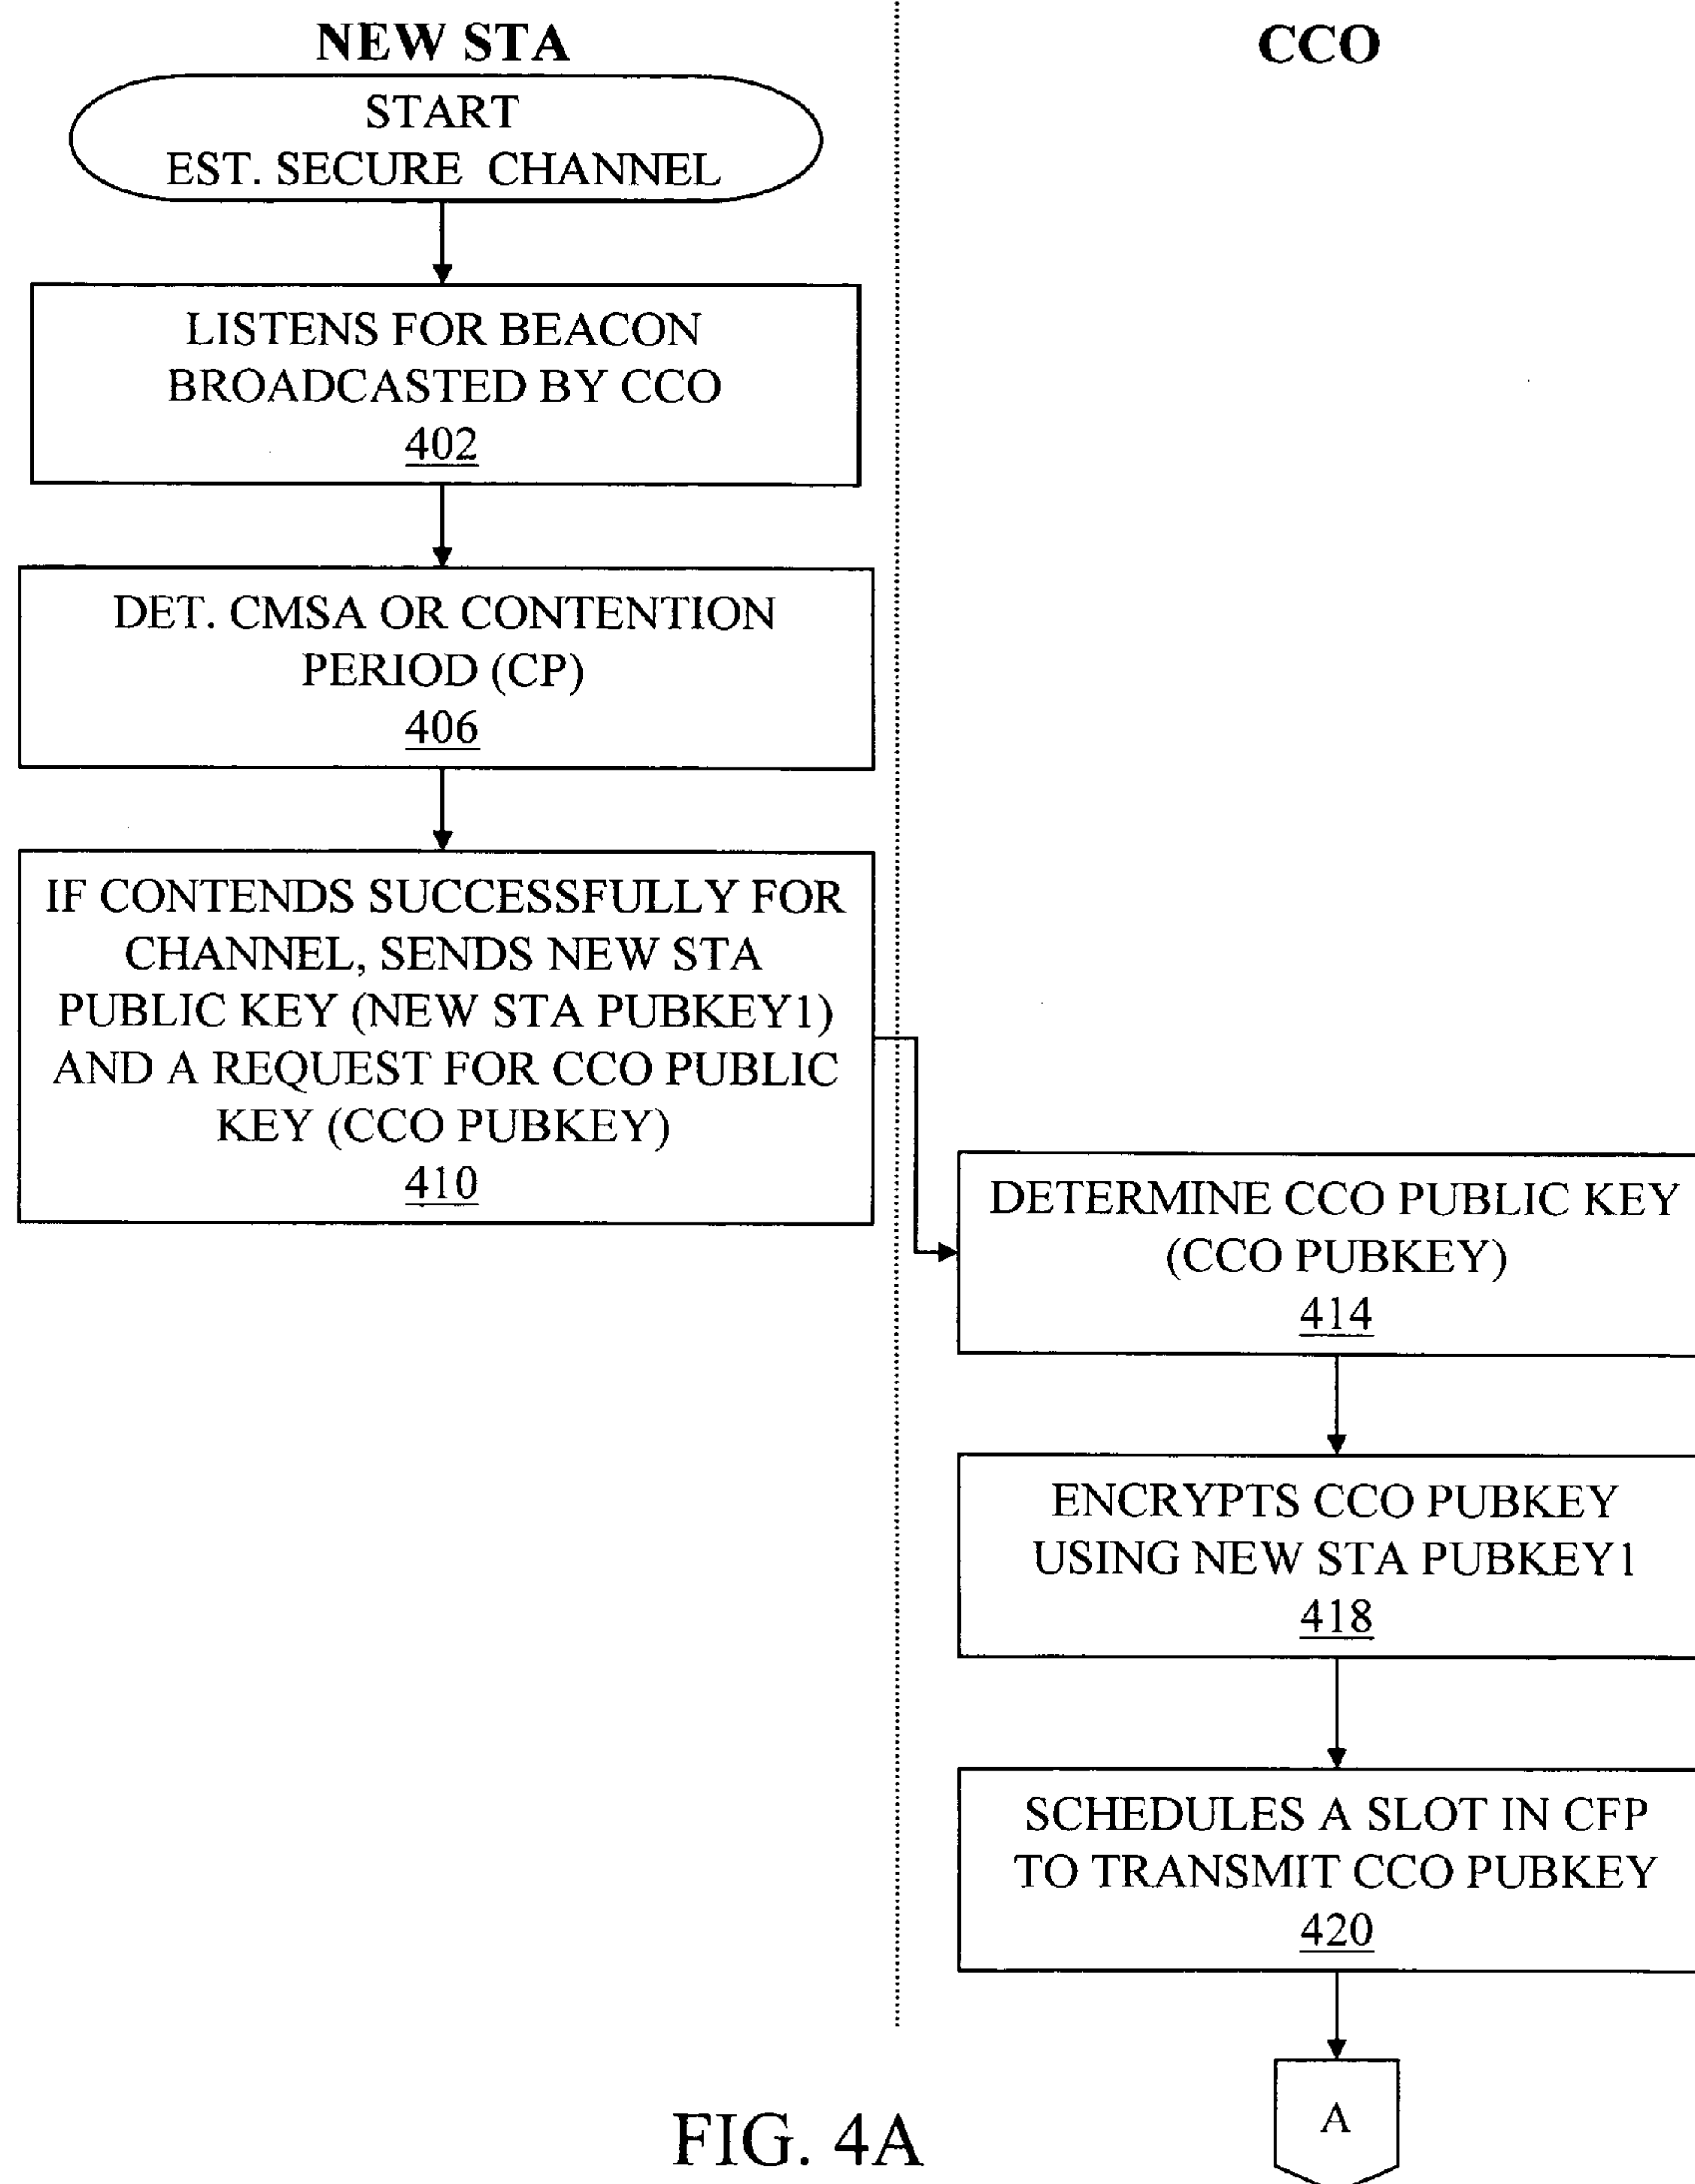 NEW STA
START
EST. SECURE CHANNEL
LISTENS FOR BEACON
BROADCASTED BY CCO
402
DET. CMSA OR CONTENTION
PERIOD (CP)
406
IF CONTENDS SUCCESSFULLY FOR
CHANNEL, SENDS NEW STA
PUBLIC KEY (NEW STA PUBKEY1)
AND A REQUEST FOR CCO PUBLIC
KEY (CCO PUBKEY)
410
CCO
DETERMINE CCO PUBLIC KEY
(CCO PUBKEY)
414
ENCRYPTS CCO PUBKEY
USING NEW STA PUBKEY1
418
SCHEDULES A SLOT IN CFP
TO TRANSMIT CCO PUBKEY
420
A
FIG. 4A